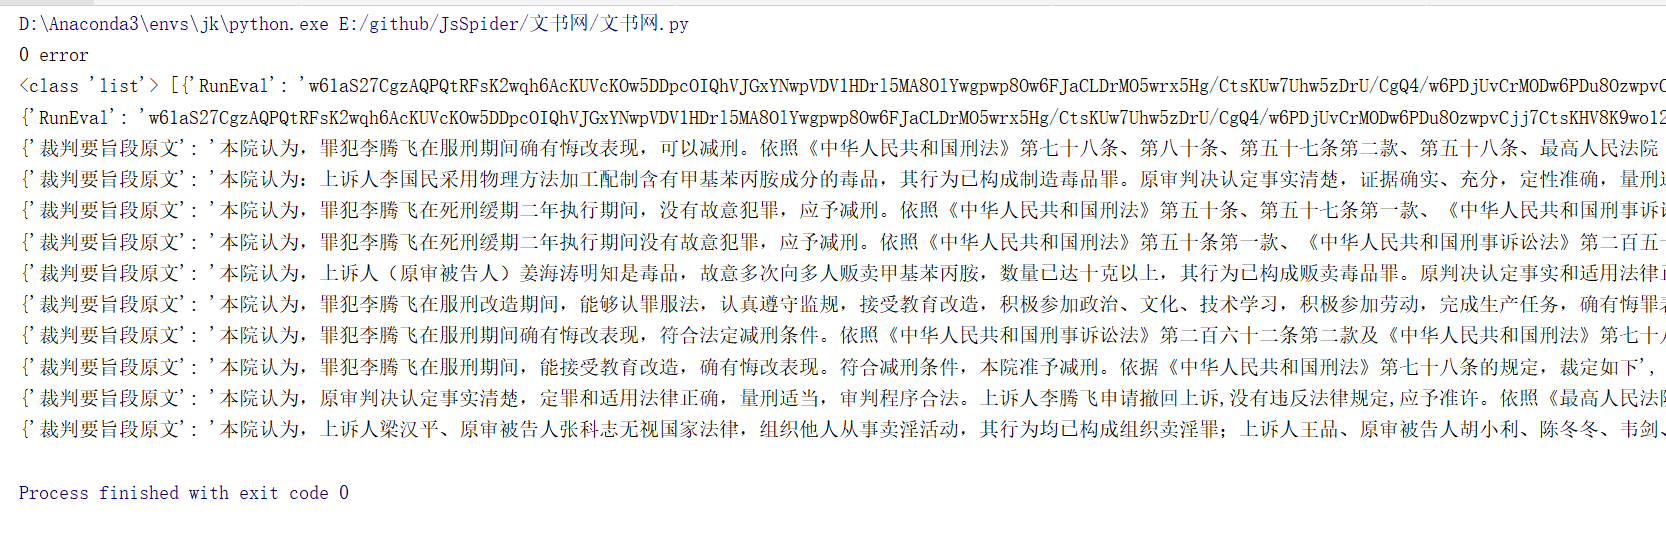 D:\Anaconda3\envs\jk\python.exe E:/github/JsSpider/文书网/文书网.py
0 error
<class 'list'> [{'RunEval': 'w61aS27CgzAQPQtRFsK2wqh6AcKUVcKOw5DDpcOIQhVJGxYNwpVDVlHDrl5MA8OlYwgpwp8Ow6FJaCLDrMO5wrx5Hg/CtsKUw7Uhw5zDrU/CgQ4/w6PDjUvCrMODw6PDu8OzwpvC
{'RunEval': 'w61aS27CgzAQPQtRFsK2wqh6AcKUVcKOw5DDpcOIQhVJGxYNwpVDVlHDrl5MA8OlYwgpwp8Ow6FJaCLDrMO5wrx5Hg/CtsKUw7Uhw5zDrU/CgQ4/w6PDjUvCrMODw6PDu8OzwpvCjj7CtsKHV8K9wo12
{'裁判要旨段原文': '本院认为，罪犯李腾飞在服刑期间确有悔改表现，可以减刑。依照《中华人民共和国刑法》第七十八条、第八十条、第五十七条第二款、第五十八条、最高人民法院
{'裁判要旨段原文': '本院认为：上诉人李国民采用物理方法加工配制含有甲基苯丙胺成分的毒品，其行为已构成制造毒品罪。原审判决认定事实清楚，证据确实、充分，定性准确，量刑适
{'裁判要旨段原文': '本院认为，罪犯李腾飞在死刑缓期二年执行期间，没有故意犯罪，应予减刑。依照《中华人民共和国刑法》第五十条、第五十七条第一款、《中华人民共和国刑事诉讼
{'裁判要旨段原文': '本院认为，罪犯李腾飞在死刑缓期二年执行期间没有故意犯罪，应予减刑。依照《中华人民共和国刑法》第五十条第一款、《中华人民共和国刑事诉讼法》第二百五十
{'裁判要旨段原文': '本院认为，上诉人（原审被告人）姜海涛明知是毒品，故意多次向多人贩卖甲基苯丙胺，数量已达十克以上，其行为已构成贩卖毒品罪。原判决认定事实和适用法律正
{'裁判要旨段原文': '本院认为，罪犯李腾飞在服刑改造期间，能够认罪服法，认真遵守监规，接受教育改造，积极参加政治、文化、技术学习，积极参加劳动，完成生产任务，确有悔罪表
{'裁判要旨段原文': '本院认为，罪犯李腾飞在服刑期间确有悔改表现，符合法定减刑条件。依照《中华人民共和国刑事诉讼法》第二百六十二条第二款及《中华人民共和国刑法》第七十八
{'裁判要旨段原文': '本院认为，罪犯李腾飞在服刑期间，能接受教育改造，确有悔改表现。符合减刑条件，本院准予减刑。依据《中华人民共和国刑法》第七十八条的规定，裁定如下',
{'裁判要旨段原文': '本院认为，原审判决认定事实清楚，定罪和适用法律正确，量刑适当，审判程序合法。上诉人李腾飞申请撤回上诉,没有违反法律规定,应予准许。依照《最高人民法院
{'裁判要旨段原文': '本院认为，上诉人梁汉平、原审被告人张科志无视国家法律，组织他人从事卖淫活动，其行为均已构成组织卖淫罪；上诉人王品、原审被告人胡小利、陈冬冬、韦剑、
Process finished with exit code 0